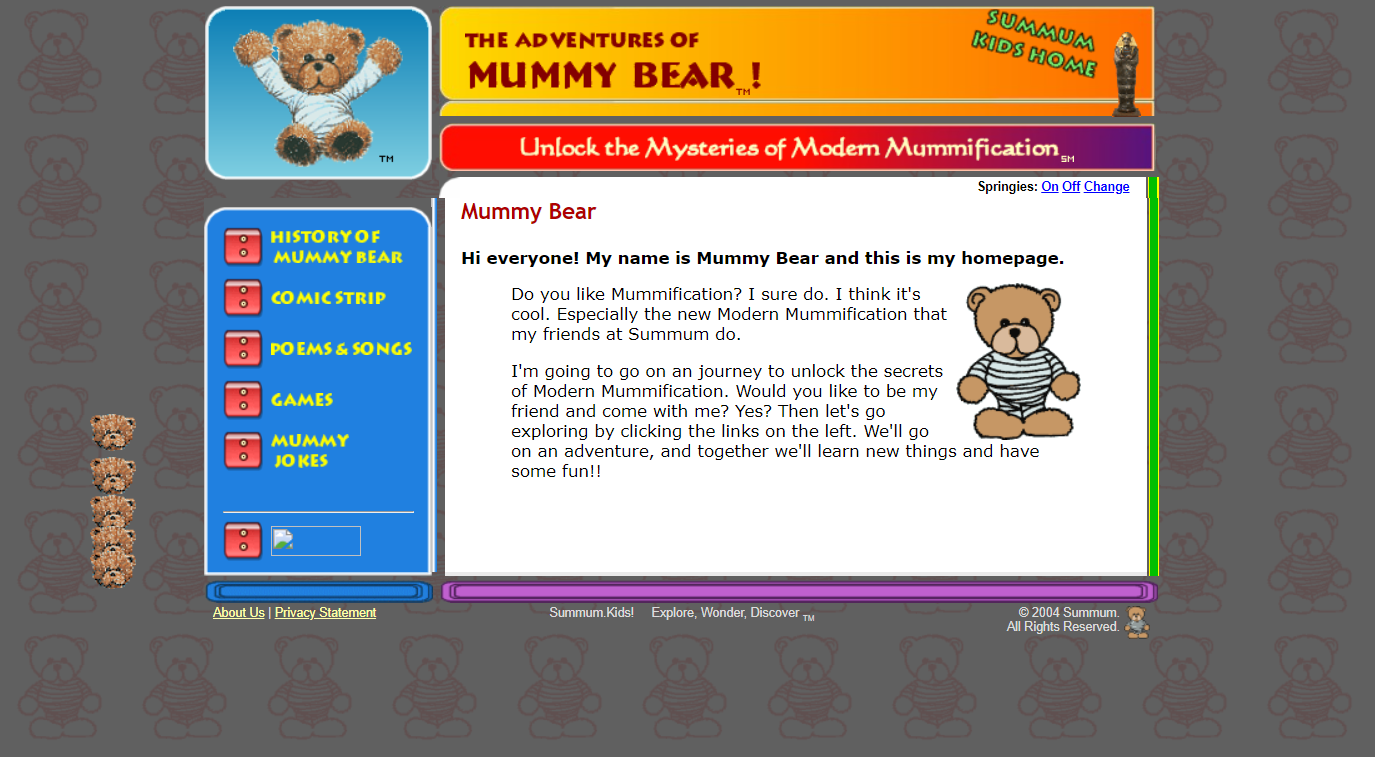 THE ADVENTURES OF
MUMMY BEAR™ !
SUMMUM
KIDS HOME
TM
Unlock the Mysteries of Modern Mummification SM
Springies: On Off Change
Mummy Bear
HISTORY OF
MUMMY BEAR
COMIC STRIP
POEMS & SONGS
GAMES
MUMMY
JOKES
Hi everyone! My name is Mummy Bear and this is my homepage.
Do you like Mummification? I sure do. I think it's
cool. Especially the new Modern Mummification that
my friends at Summum do.
I'm going to go on an journey to unlock the secrets
of Modern Mummification. Would you like to be my
friend and come with me? Yes? Then let's go
exploring by clicking the links on the left. We'll go
on an adventure, and together we'll learn new things and have
some fun!!
About Us | Privacy Statement
Summum.Kids! Explore, Wonder, Discover TM
© 2004 Summum.
All Rights Reserved.